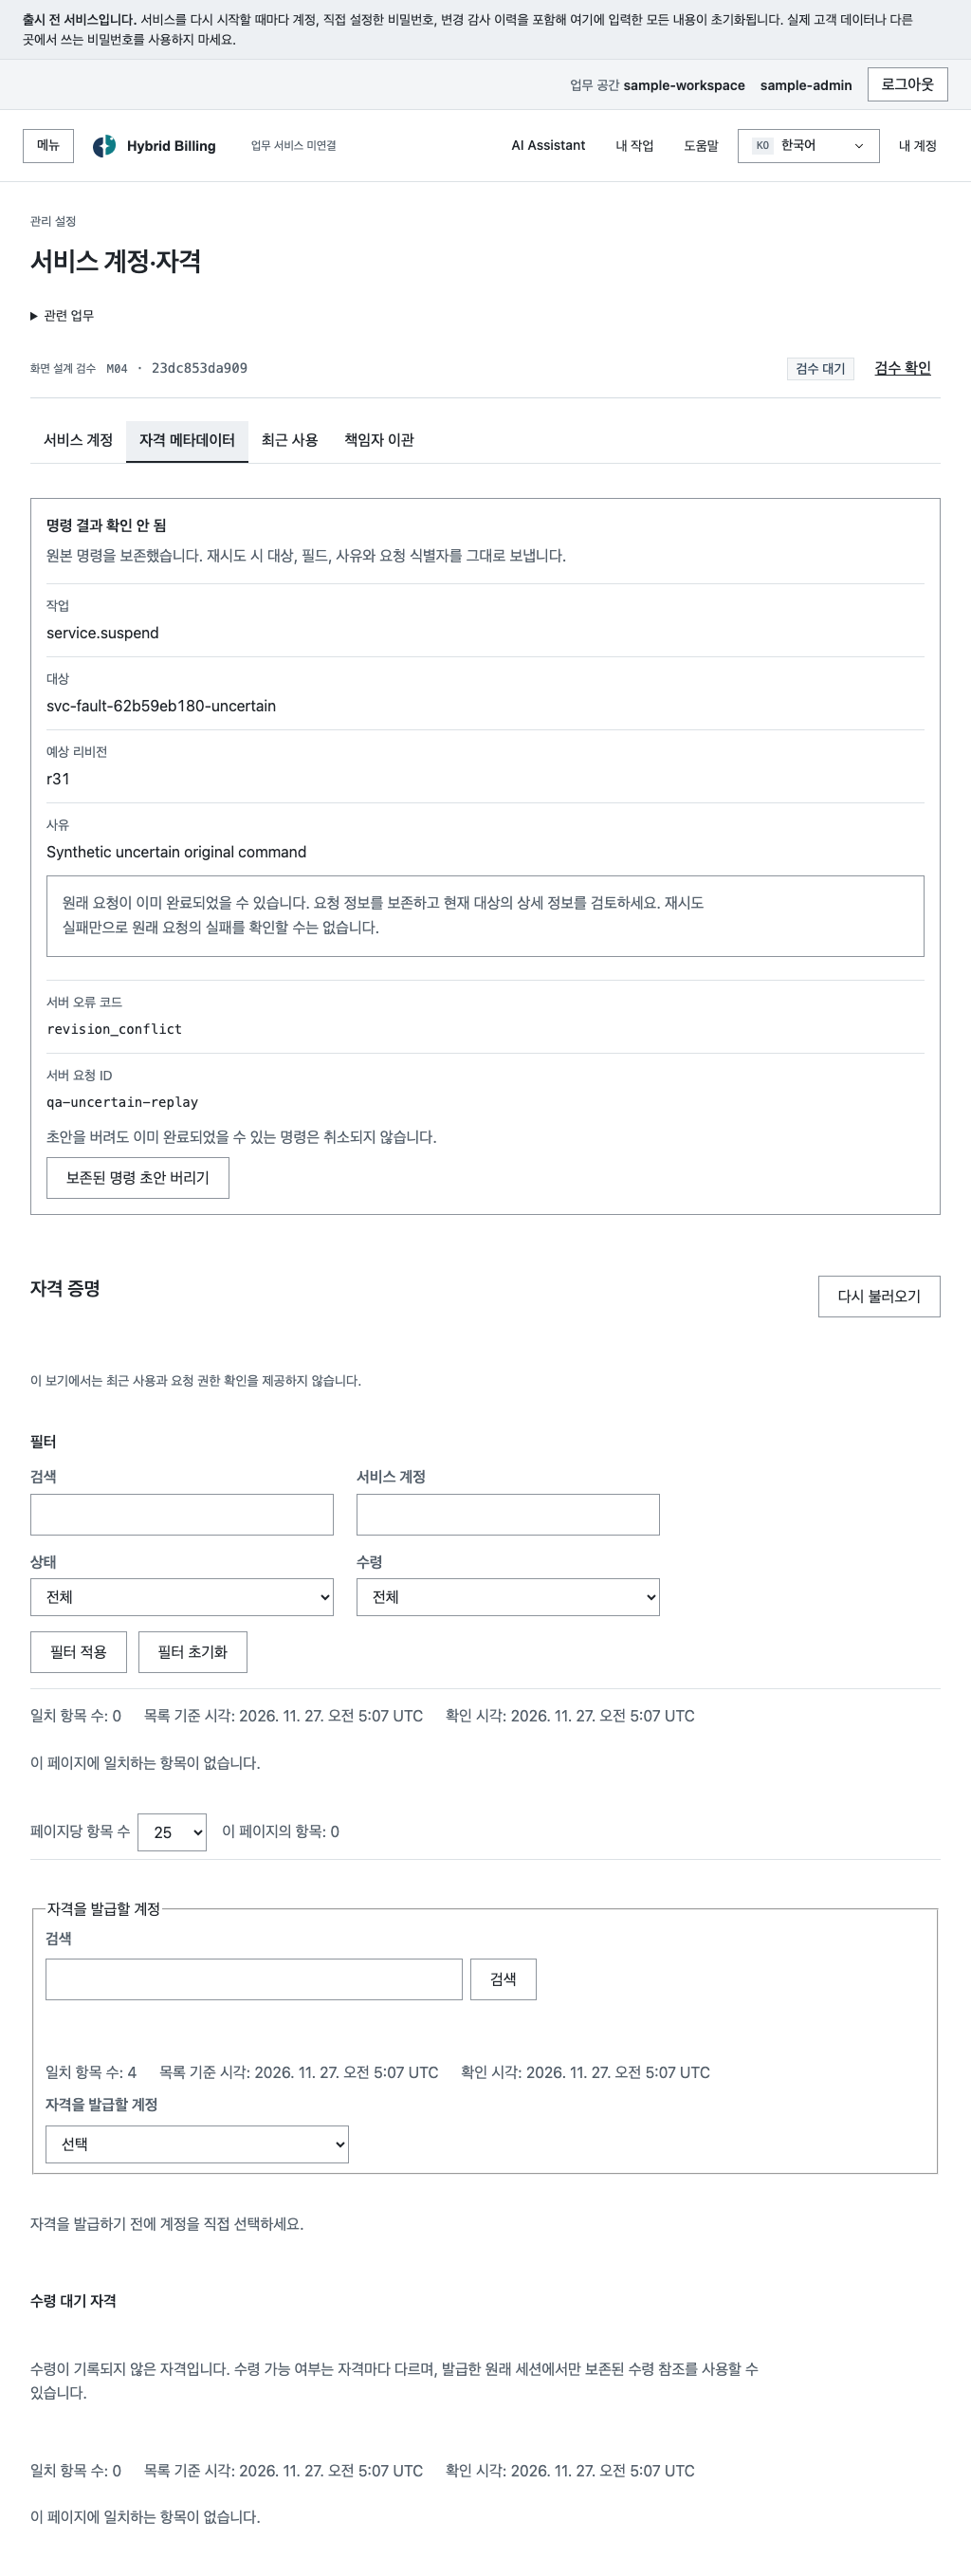 출시 전 서비스입니다. 서비스를 다시 시작할 때마다 계정, 직접 설정한 비밀번호, 변경 감사 이력을 포함해 여기에 입력한 모든 내용이 초기화됩니다. 실제 고객 데이터나 다른
곳에서 쓰는 비밀번호를 사용하지 마세요.
업무 공간 sample-workspace sample-admin 로그아웃
메뉴 Hybrid Billing 업무 서비스 미연결 AI Assistant 내 작업 도움말 KO 한국어 내 계정
관리 설정
서비스 계정·자격
▶ 관련 업무
화면 설계 검수 M04 · 23dc853da909 검수 대기 검수 확인
서비스 계정 자격 메타데이터 최근 사용 책임자 이관
명령 결과 확인 안 됨
원본 명령을 보존했습니다. 재시도 시 대상, 필드, 사유와 요청 식별자를 그대로 보냅니다.
작업
service.suspend
대상
svc-fault-62b59eb180-uncertain
예상 리비전
r31
사유
Synthetic uncertain original command
원래 요청이 이미 완료되었을 수 있습니다. 요청 정보를 보존하고 현재 대상의 상세 정보를 검토하세요. 재시도
실패만으로 원래 요청의 실패를 확인할 수는 없습니다.
서버 오류 코드
revision_conflict
서버 요청 ID
qa-uncertain-replay
초안을 버려도 이미 완료되었을 수 있는 명령은 취소되지 않습니다.
보존된 명령 초안 버리기
자격 증명 다시 불러오기
이 보기에서는 최근 사용과 요청 권한 확인을 제공하지 않습니다.
필터
검색 서비스 계정
상태 수령
전체 전체
필터 적용 필터 초기화
일치 항목 수: 0 목록 기준 시각: 2026. 11. 27. 오전 5:07 UTC 확인 시각: 2026. 11. 27. 오전 5:07 UTC
이 페이지에 일치하는 항목이 없습니다.
페이지당 항목 수 25 이 페이지의 항목: 0
자격을 발급할 계정
검색
검색
일치 항목 수: 4 목록 기준 시각: 2026. 11. 27. 오전 5:07 UTC 확인 시각: 2026. 11. 27. 오전 5:07 UTC
자격을 발급할 계정
선택
자격을 발급하기 전에 계정을 직접 선택하세요.
수령 대기 자격
수령이 기록되지 않은 자격입니다. 수령 가능 여부는 자격마다 다르며, 발급한 원래 세션에서만 보존된 수령 참조를 사용할 수
있습니다.
일치 항목 수: 0 목록 기준 시각: 2026. 11. 27. 오전 5:07 UTC 확인 시각: 2026. 11. 27. 오전 5:07 UTC
이 페이지에 일치하는 항목이 없습니다.